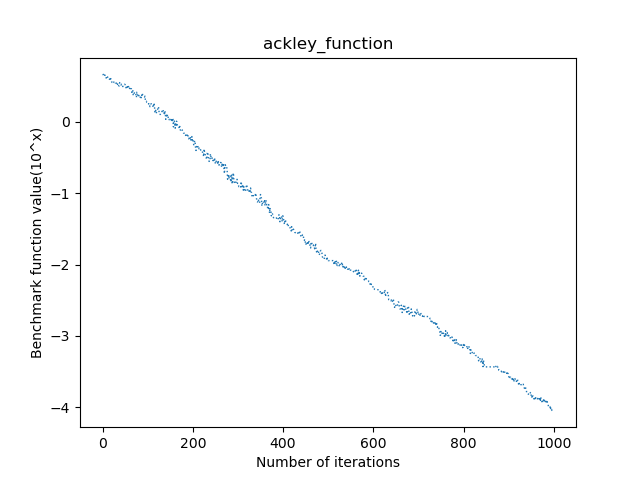 ackley_function
Benchmark function value(10^x)
0
−1
−2
−3
−4
0 200 400 600 800 1000
Number of iterations